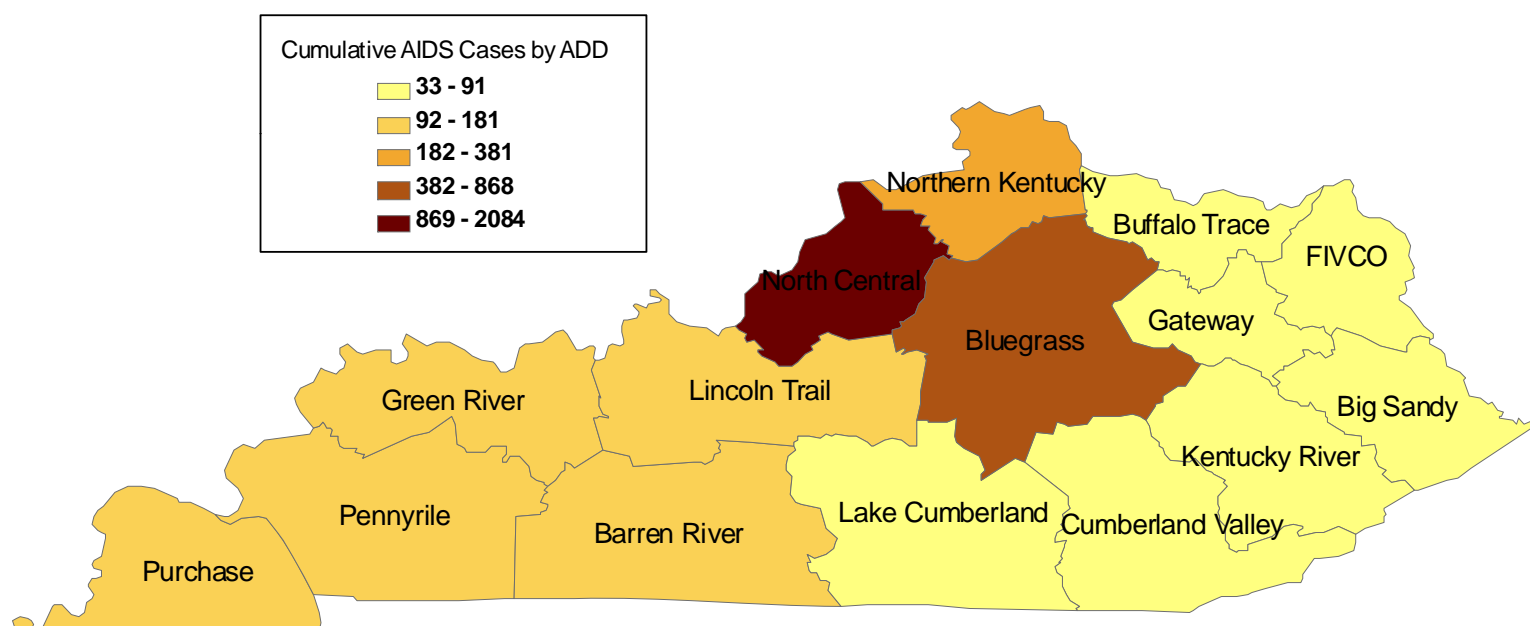 Cumulative AIDS Cases by ADD
33 - 91
92 - 181
182 - 381
382 - 868
869 - 2084
Northern Kentucky
Buffalo Trace
FIVCO
North Central
Gateway
Bluegrass
Lincoln Trail
Green River
Big Sandy
Kentucky River
Lake Cumberland
Cumberland Valley
Pennyrile
Barren River
Purchase